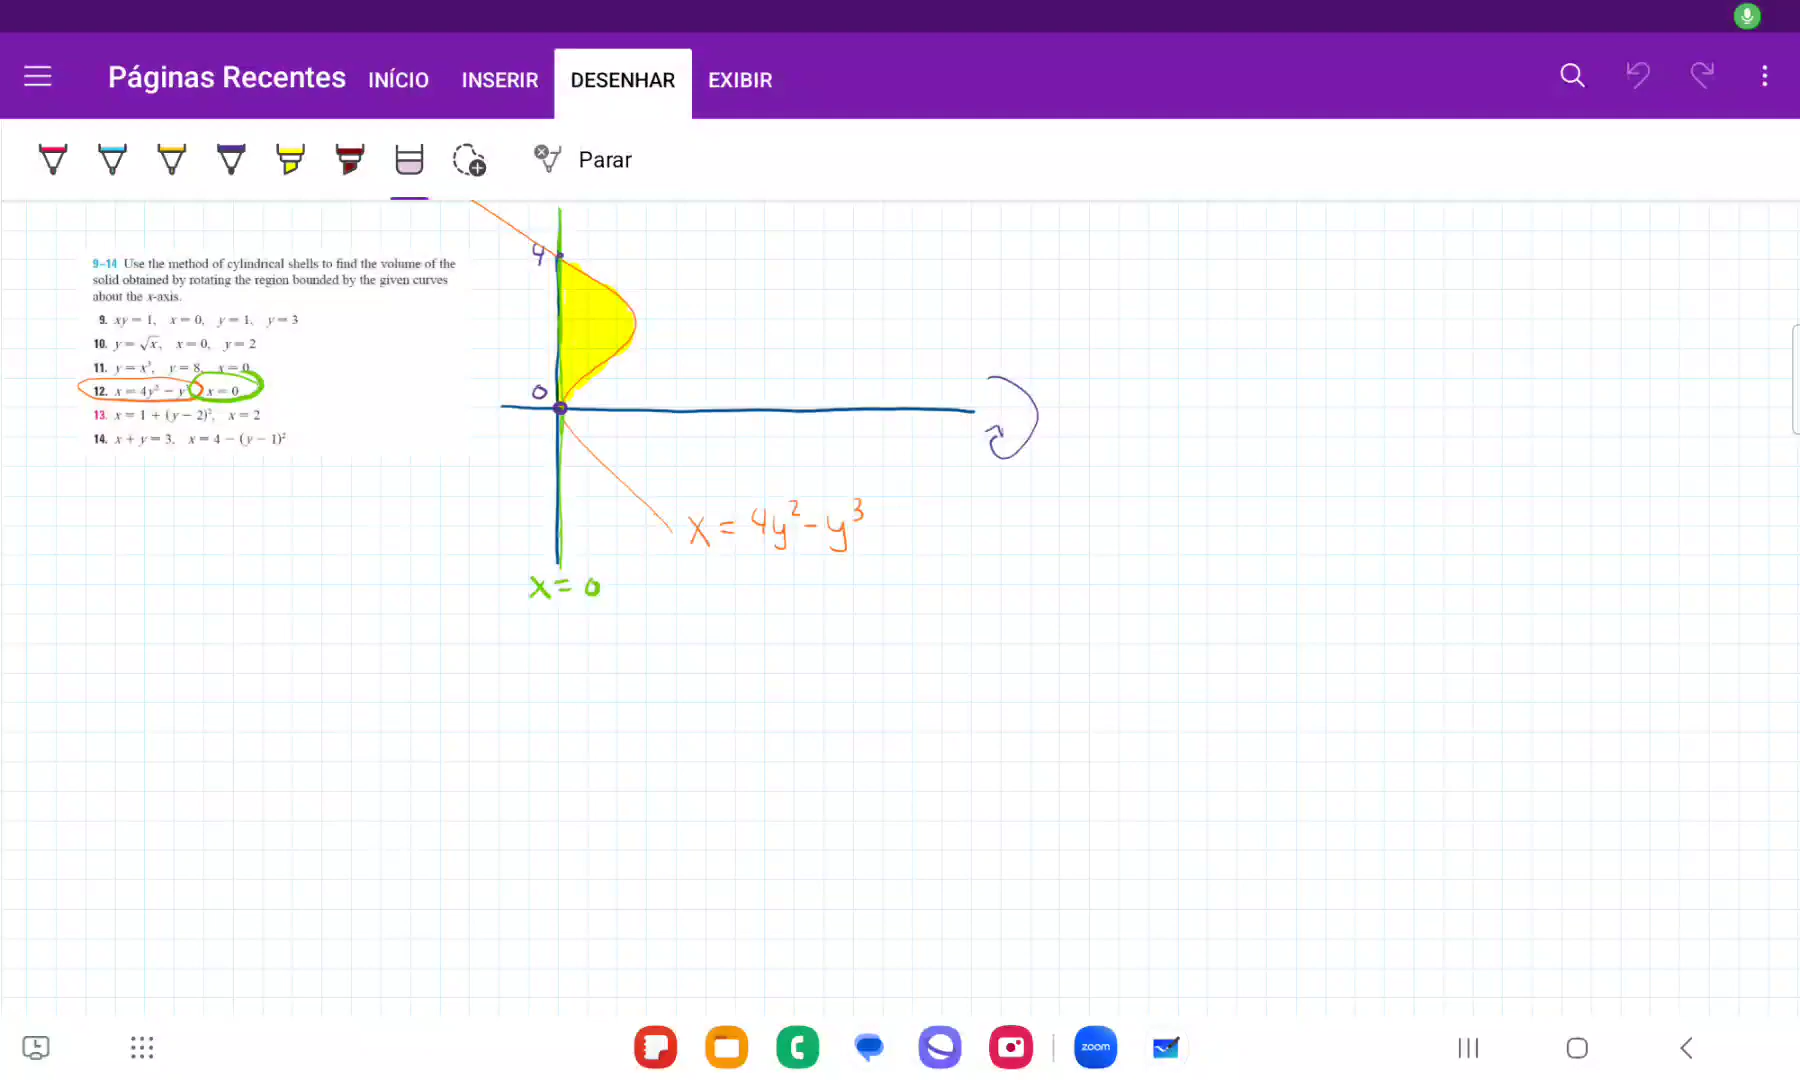 Páginas Recentes INÍCIO INSERIR DESENHAR EXIBIR
Parar
9–14 Use the method of cylindrical shells to find the volume of the
solid obtained by rotating the region bounded by the given curves
about the x-axis.
9. xy = 1, x = 0, y = 1, y = 3
10. y = √x, x = 0, y = 2
11. y = x³, y = 8, x = 0
12. x = 4y² − y³ x = 0
13. x = 1 + (y − 2)², x = 2
14. x + y = 3, x = 4 − (y − 1)²
4
0
x = 4y² - y³
x = 0
zoom